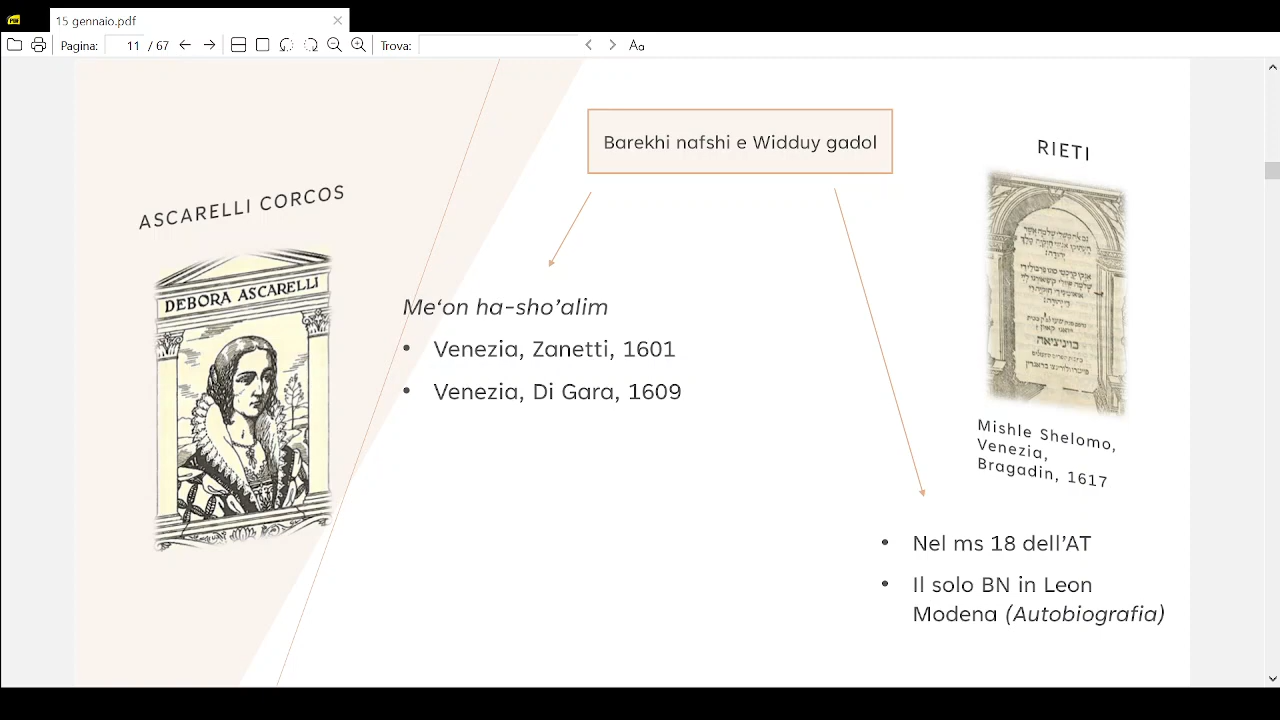 15 gennaio.pdf
Pagina: 11 / 67 Trova: Aa
Barekhi nafshi e Widduy gadol
RIETI
ASCARELLI CORCOS
DEBORA ASCARELLI
Me‘on ha-sho’alim
• Venezia, Zanetti, 1601
• Venezia, Di Gara, 1609
בויניציאה
Mishle Shelomo,
Venezia,
Bragadin, 1617
• Nel ms 18 dell’AT
• Il solo BN in Leon
Modena (Autobiografia)